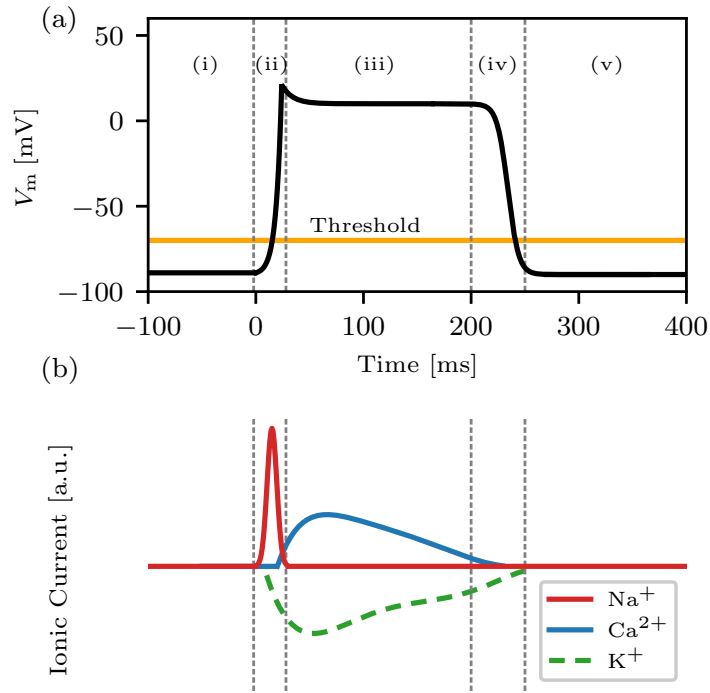 (a)
50
0
−50
−100
V_m [mV]
(i)
(ii)
(iii)
(iv)
(v)
Threshold
−100
0
100
200
300
400
Time [ms]
(b)
Ionic Current [a.u.]
Na⁺
Ca²⁺
K⁺